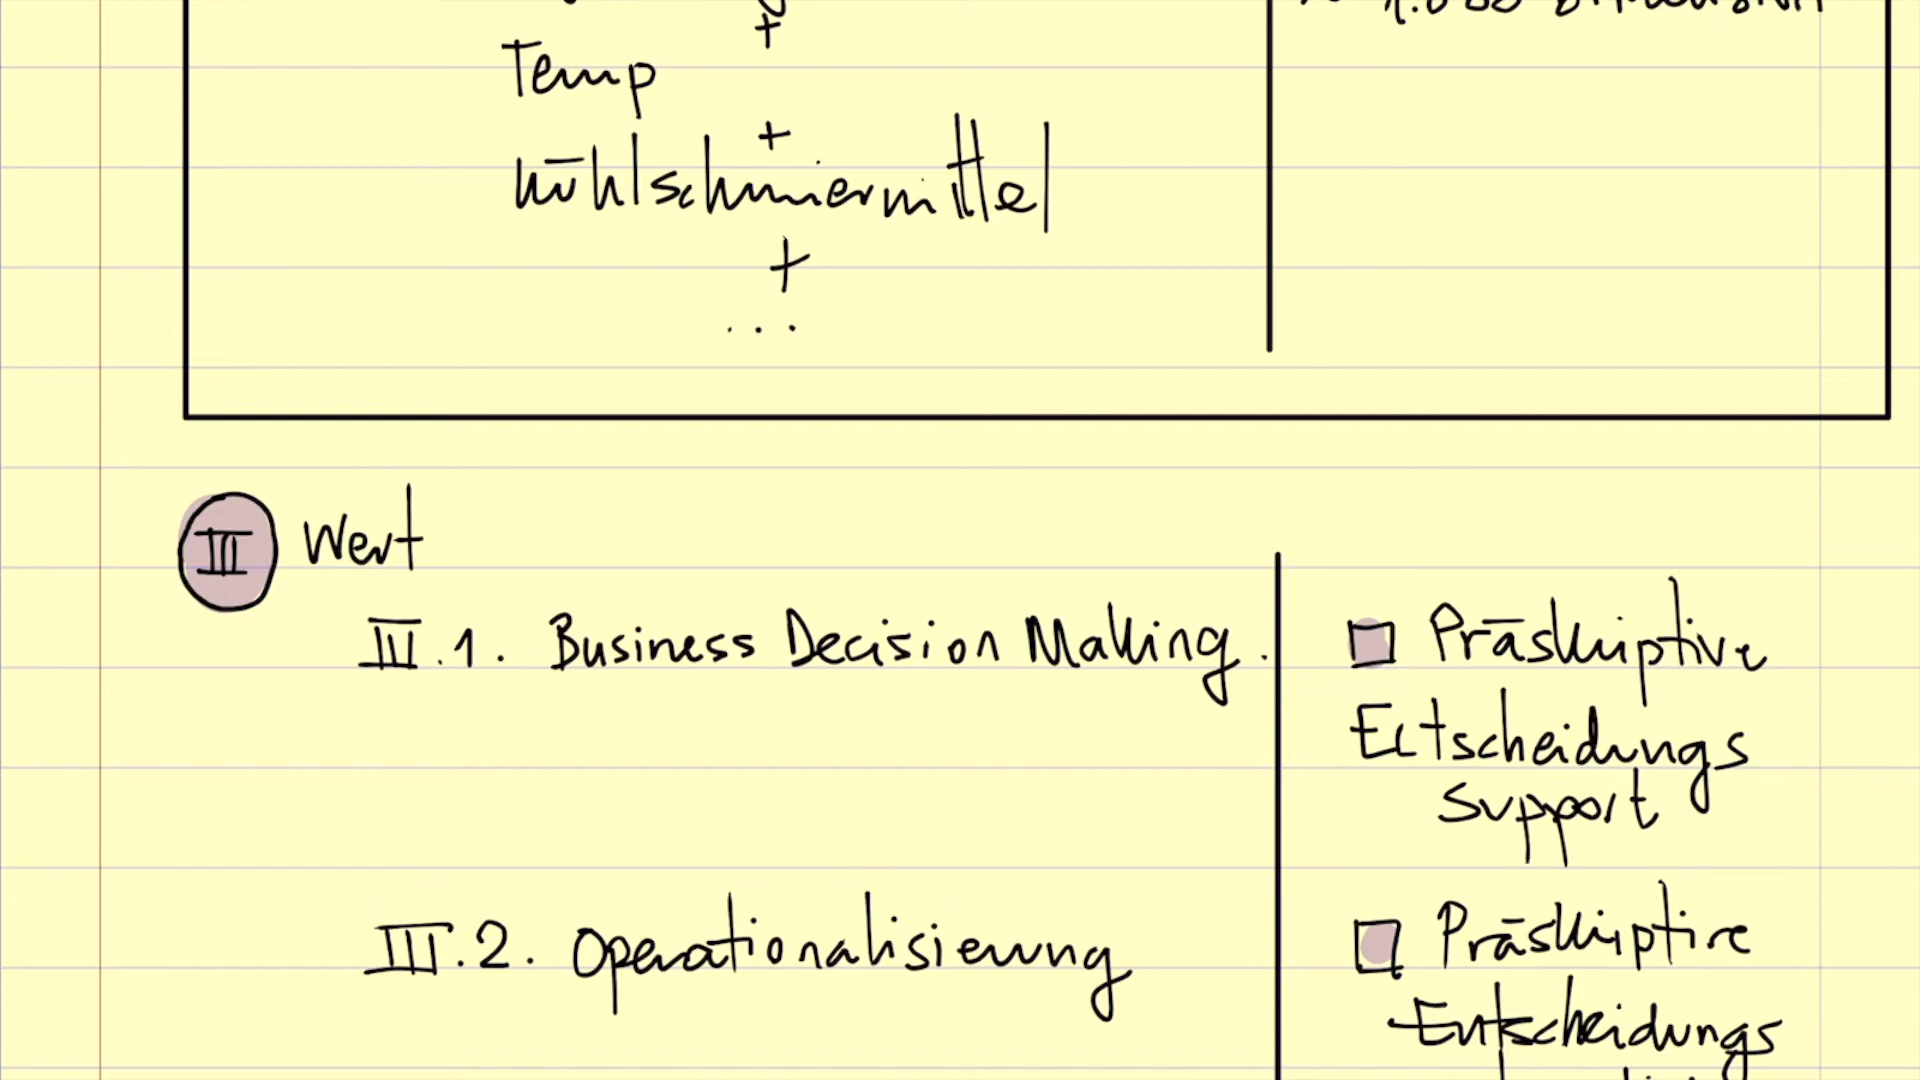 +
Temp
+
Kühlschmiermittel
+
...
III Wert
III.1. Business Decision Making.
Präskriptive
Entscheidungs
Support
III.2. Operationalisierung
Präskriptive
Entscheidungs